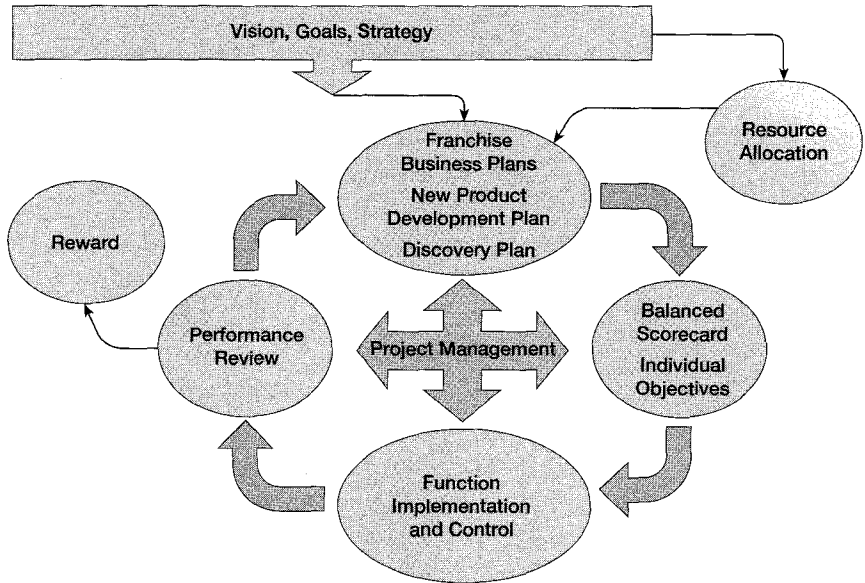 Vision, Goals, Strategy
Resource
Allocation
Franchise
Business Plans
New Product
Development Plan
Discovery Plan
Reward
Balanced
Scorecard
Individual
Objectives
Performance
Review
Project Management
Function
Implementation
and Control